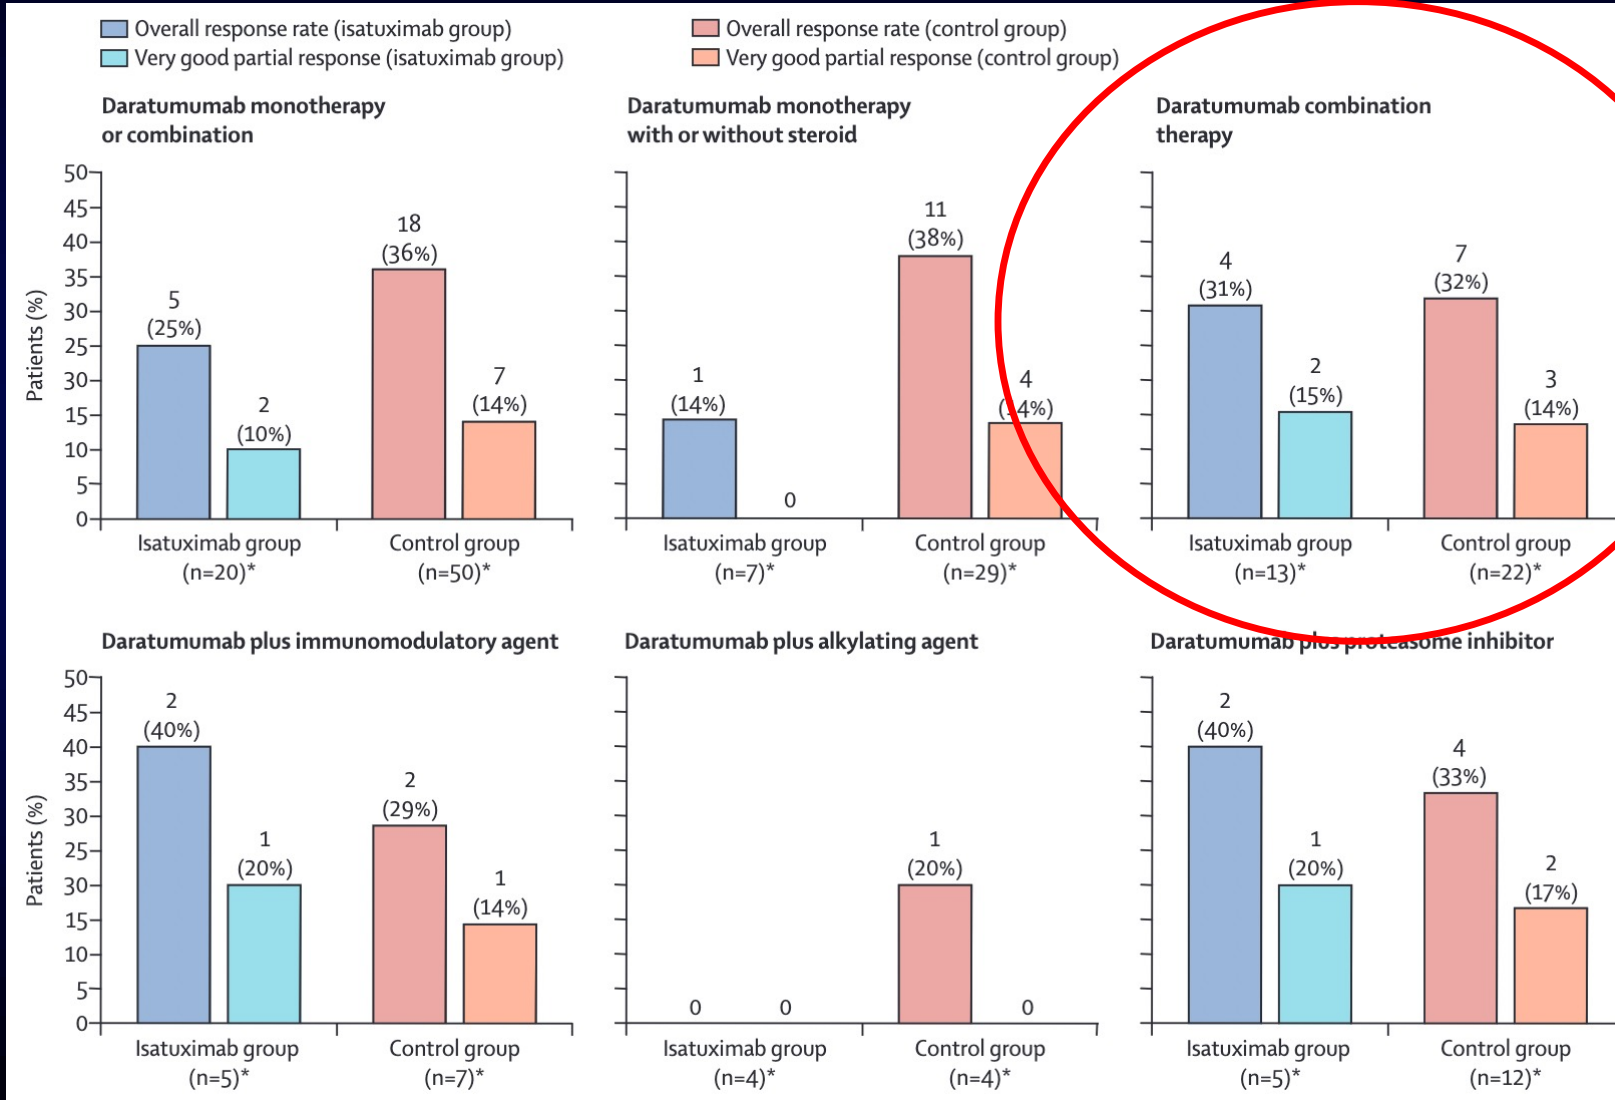 Overall response rate (isatuximab group)
Very good partial response (isatuximab group)
Overall response rate (control group)
Very good partial response (control group)
Daratumumab monotherapy
or combination
Patients (%)
50
45
40
35
30
25
30
15
10
5
0
5
(25%)
2
(10%)
18
(36%)
7
(14%)
Isatuximab group
(n=20)*
Control group
(n=50)*
Daratumumab monotherapy
with or without steroid
1
(14%)
0
11
(38%)
4
(14%)
Isatuximab group
(n=7)*
Control group
(n=29)*
Daratumumab combination
therapy
4
(31%)
2
(15%)
7
(32%)
3
(14%)
Isatuximab group
(n=13)*
Control group
(n=22)*
Daratumumab plus immunomodulatory agent
Patients (%)
50
45
40
35
30
25
30
15
10
5
0
2
(40%)
1
(20%)
2
(29%)
1
(14%)
Isatuximab group
(n=5)*
Control group
(n=7)*
Daratumumab plus alkylating agent
0
0
1
(20%)
0
Isatuximab group
(n=4)*
Control group
(n=4)*
Daratumumab plus proteasome inhibitor
2
(40%)
1
(20%)
4
(33%)
2
(17%)
Isatuximab group
(n=5)*
Control group
(n=12)*